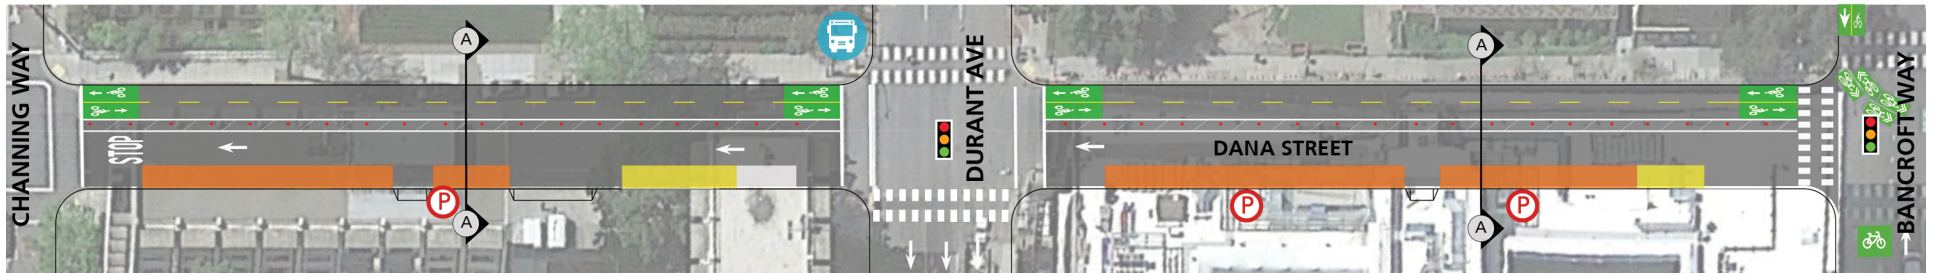 CHANNING WAY
A
A
P
STOP
DURANT AVE
DANA STREET
A
A
P
P
BANCROFT WAY